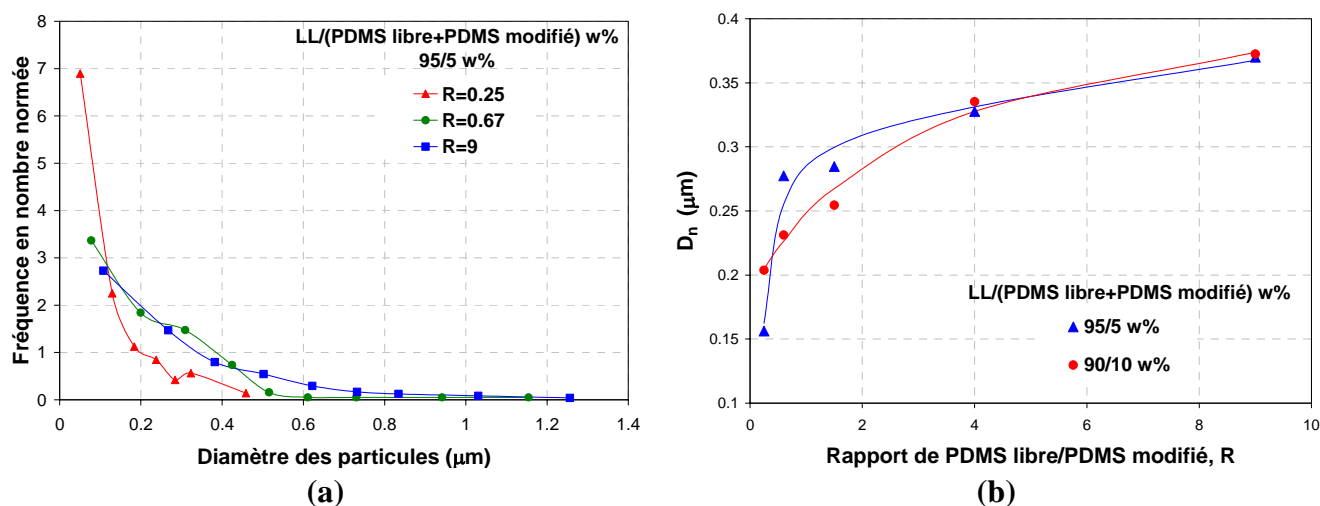 Fréquence en nombre normée
8
7
6
5
4
3
2
1
0
LL/(PDMS libre+PDMS modifié) w%
95/5 w%
R=0.25
R=0.67
R=9
0 0.2 0.4 0.6 0.8 1 1.2 1.4
Diamètre des particules (μm)
(a)
Dn (μm)
0.4
0.35
0.3
0.25
0.2
0.15
0.1
LL/(PDMS libre+PDMS modifié) w%
95/5 w%
90/10 w%
0 2 4 6 8 10
Rapport de PDMS libre/PDMS modifié, R
(b)